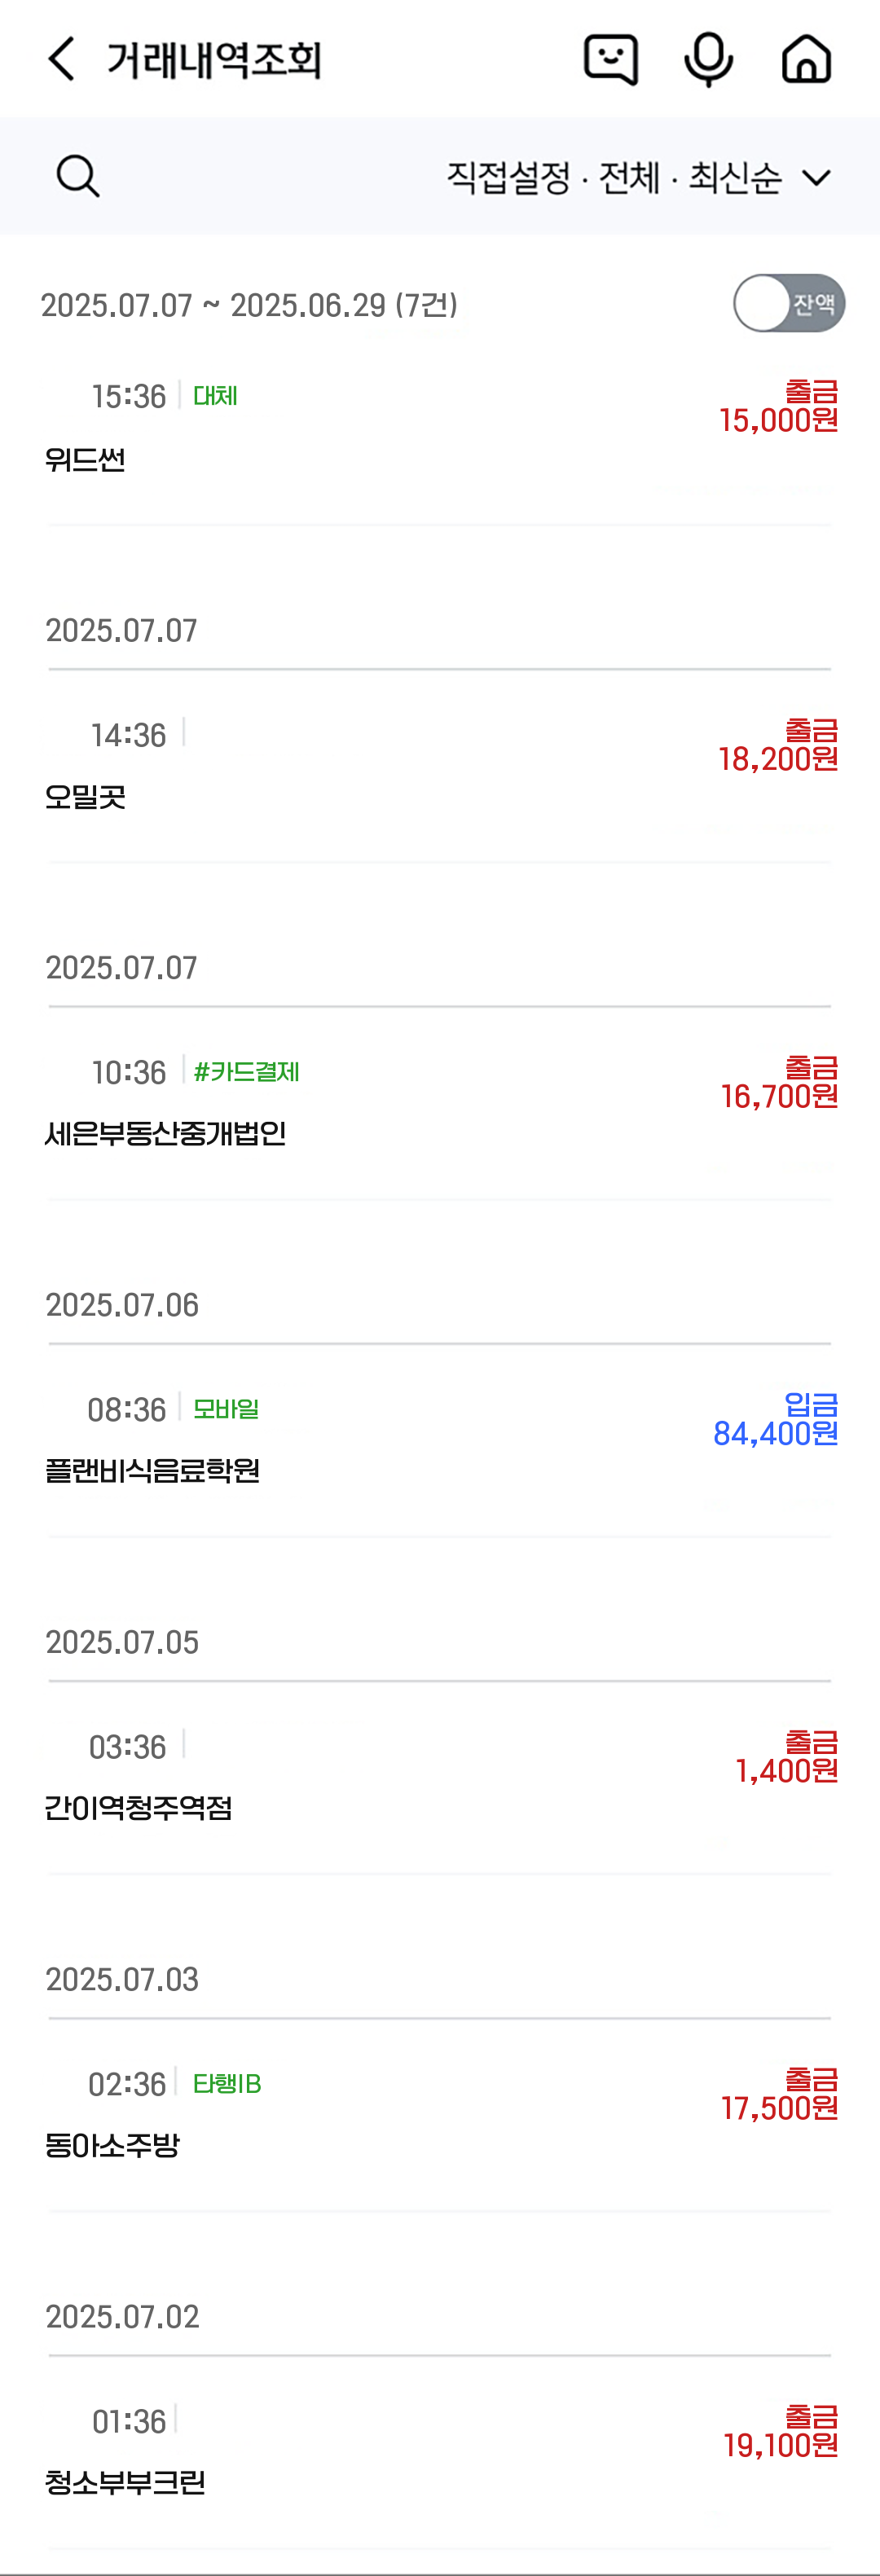 거래내역조회
직접설정 · 전체 · 최신순
2025.07.07 ~ 2025.06.29 (7건)
잔액
15:36 대체
출금
15,000원
위드썬
2025.07.07
14:36
출금
18,200원
오밀곳
2025.07.07
10:36 #카드결제
출금
16,700원
세은부동산중개법인
2025.07.06
08:36 모바일
입금
84,400원
플랜비식음료학원
2025.07.05
03:36
출금
1,400원
간이역청주역점
2025.07.03
02:36 타행IB
출금
17,500원
동아소주방
2025.07.02
01:36
출금
19,100원
청소부부크린